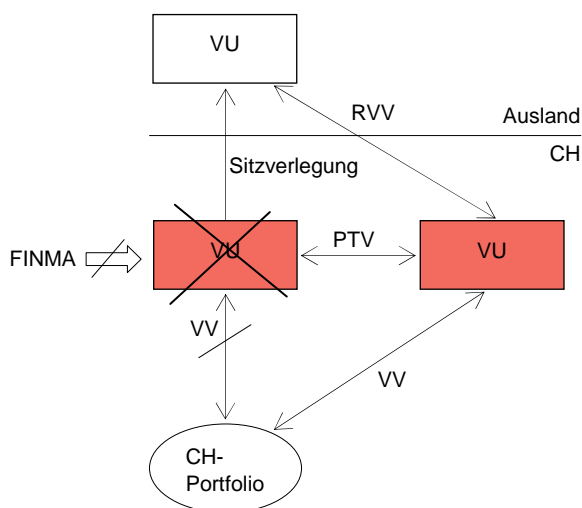 VU
RVV
Ausland
CH
Sitzverlegung
FINMA
VU
PTV
VU
VV
VV
CH-
Portfolio